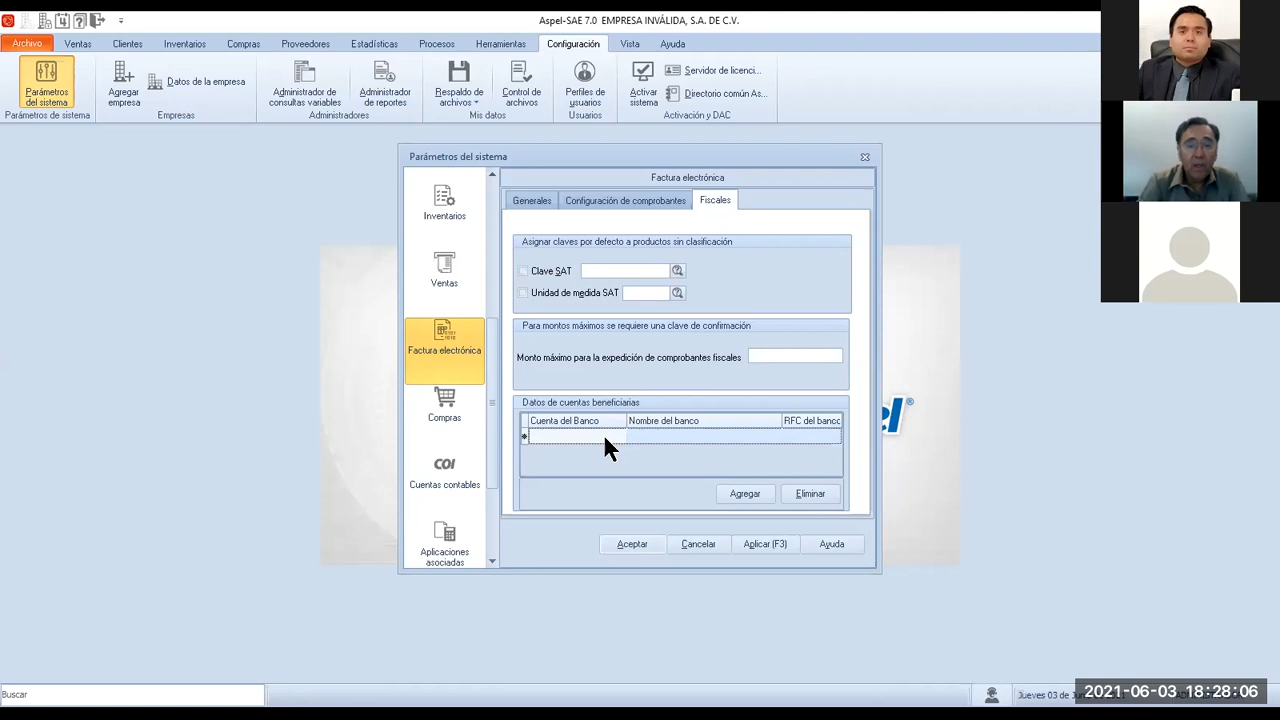 Aspel-SAE 7.0 EMPRESA INVÁLIDA, S.A. DE C.V.
Archivo Ventas Clientes Inventarios Compras Proveedores Estadísticas Procesos Herramientas Configuración Vista Ayuda
Parámetros del sistema
Agregar empresa
Datos de la empresa
Administrador de consultas variables
Administrador de reportes
Respaldo de archivos
Control de archivos
Perfiles de usuarios
Activar sistema
Servidor de licenci...
Directorio común As...
Parámetros de sistema Empresas Administradores Mis datos Usuarios Activación y DAC
Parámetros del sistema
Inventarios
Ventas
Factura electrónica
Compras
COI
Cuentas contables
Aplicaciones asociadas
Factura electrónica
Generales Configuración de comprobantes Fiscales
Asignar claves por defecto a productos sin clasificación
Clave SAT
Unidad de medida SAT
Para montos máximos se requiere una clave de confirmación
Monto máximo para la expedición de comprobantes fiscales
Datos de cuentas beneficiarias
Cuenta del Banco Nombre del banco RFC del banco
Agregar Eliminar
Aceptar Cancelar Aplicar (F3) Ayuda
el®
Buscar
Jueves 03 de
2021-06-03 18:28:06